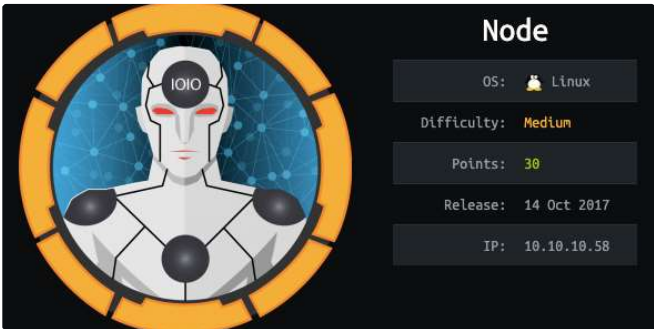 IOIO
Node
OS: Linux
Difficulty: Medium
Points: 30
Release: 14 Oct 2017
IP: 10.10.10.58